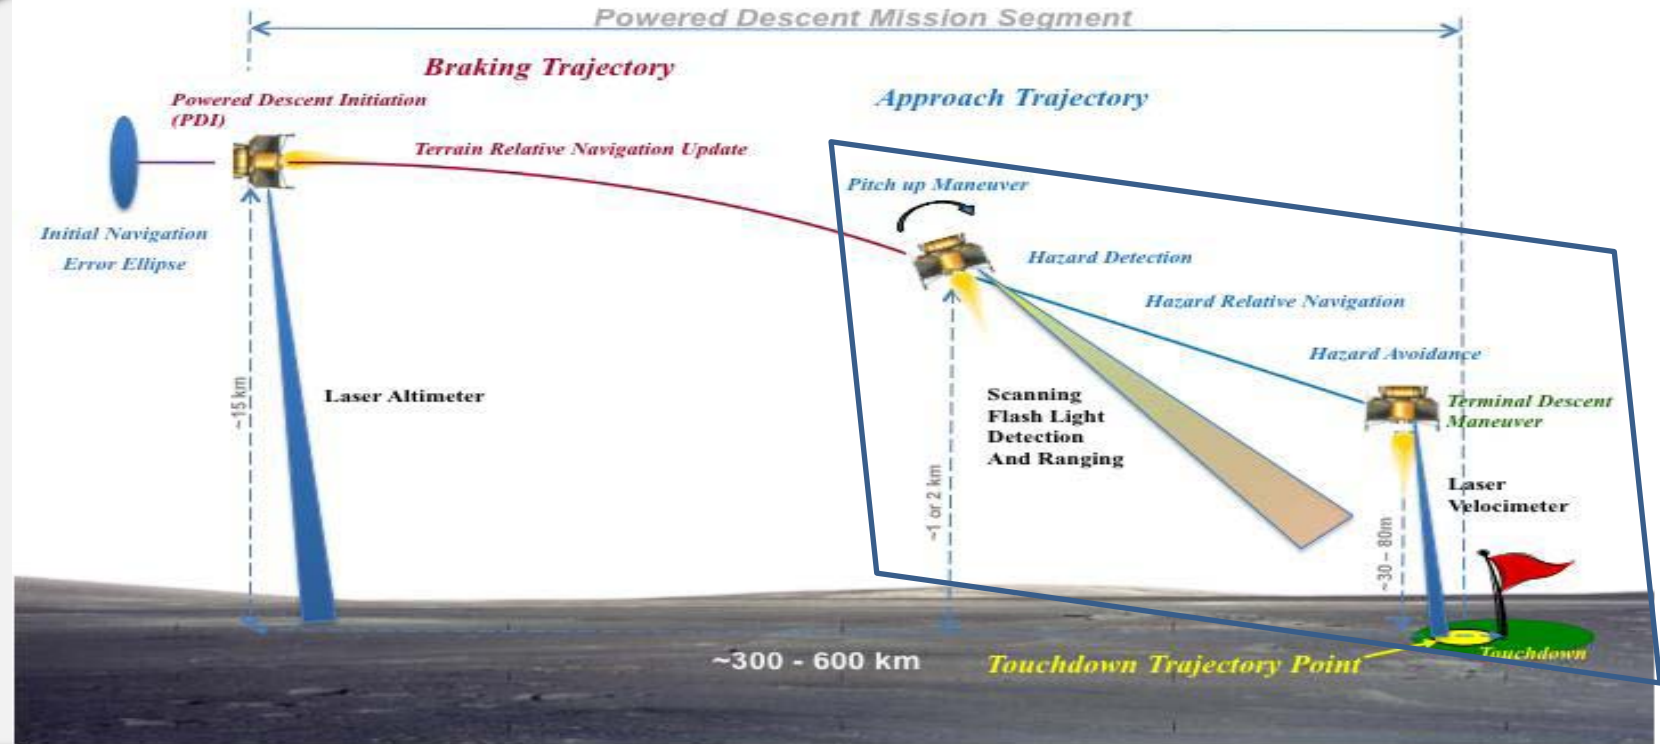 Powered Descent Mission Segment
Braking Trajectory
Approach Trajectory
Powered Descent Initiation
(PDI)
Terrain Relative Navigation Update
Pitch up Maneuver
Initial Navigation
Error Ellipse
Hazard Detection
Hazard Relative Navigation
Hazard Avoidance
~15 km
Laser Altimeter
Scanning
Flash Light
Detection
And Ranging
Terminal Descent
Maneuver
~1 or 2 km
Laser
Velocimeter
~30 – 80m
~300 - 600 km
Touchdown Trajectory Point
Touchdown